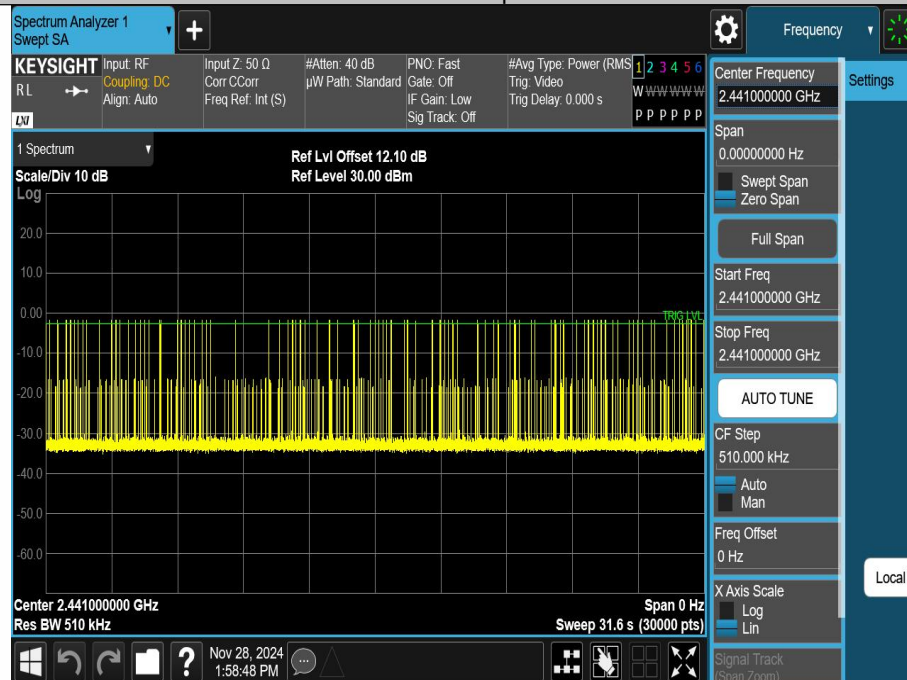 Spectrum Analyzer 1
Swept SA
+
Frequency
KEYSIGHT
RL
LXI
Input: RF
Coupling: DC
Align: Auto
Input Z: 50 Ω
Corr CCorr
Freq Ref: Int (S)
#Atten: 40 dB
µW Path: Standard
PNO: Fast
Gate: Off
IF Gain: Low
Sig Track: Off
#Avg Type: Power (RMS
Trig: Video
Trig Delay: 0.000 s
1 2 3 4 5 6
W W W W W W
P P P P P P
1 Spectrum
Scale/Div 10 dB
Ref Lvl Offset 12.10 dB
Ref Level 30.00 dBm
Log
20.0
10.0
0.00
-10.0
-20.0
-30.0
-40.0
-50.0
-60.0
TRIG LVL
Center 2.441000000 GHz
Res BW 510 kHz
Span 0 Hz
Sweep 31.6 s (30000 pts)
Center Frequency
2.441000000 GHz
Settings
Span
0.00000000 Hz
Swept Span
Zero Span
Full Span
Start Freq
2.441000000 GHz
Stop Freq
2.441000000 GHz
AUTO TUNE
CF Step
510.000 kHz
Auto
Man
Freq Offset
0 Hz
Local
X Axis Scale
Log
Lin
Signal Track
(Span Zoom)
?
Nov 28, 2024
1:58:48 PM